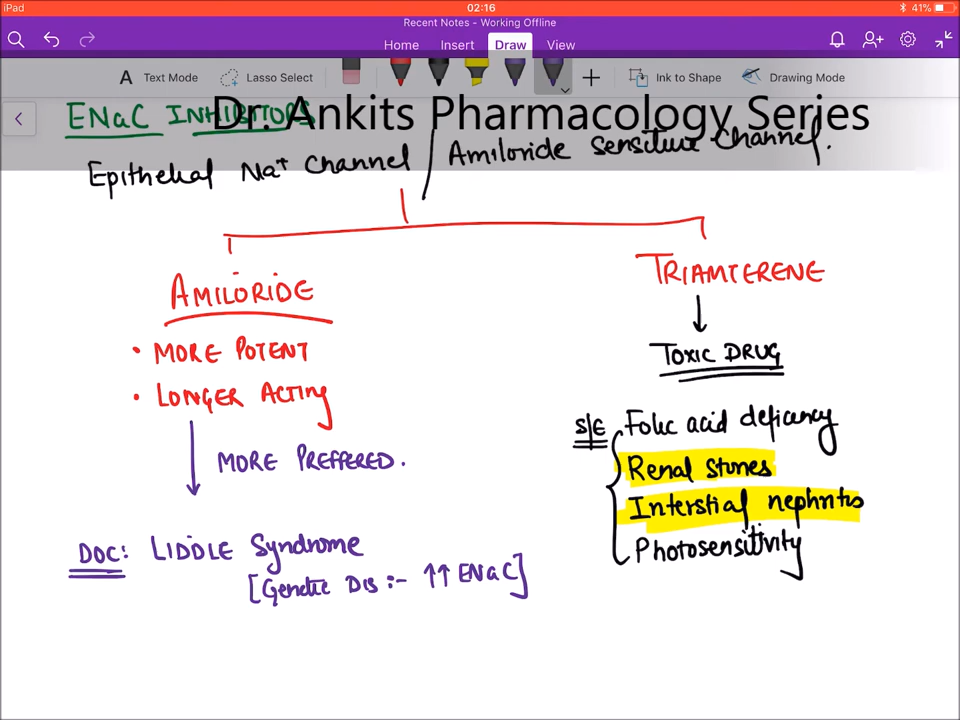 iPad
02:16
41%
Recent Notes - Working Offline
Home Insert Draw View
A Text Mode Lasso Select + Ink to Shape Drawing Mode
Dr. Ankits Pharmacology Series
ENaC INHIBITORS
Epithelial Na+ Channel / Amiloride Sensitive Channel.
AMILORIDE
• MORE POTENT
• LONGER ACTING
MORE PREFFERED.
DOC: LIDDLE Syndrome
[Genetic Dis :- ↑↑ ENaC]
TRIAMTERENE
TOXIC DRUG
S/E
Folic acid deficancy
Renal stones
Interstial nephritis
Photosensitivity